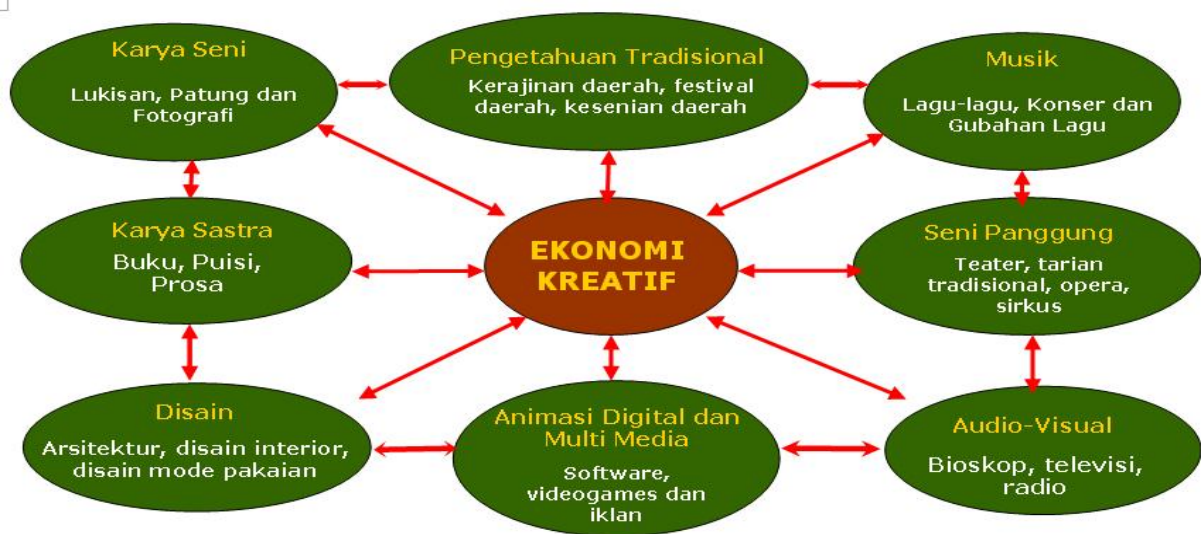 Karya Seni
Lukisan, Patung dan
Fotografi
Pengetahuan Tradisional
Kerajinan daerah, festival
daerah, kesenian daerah
Musik
Lagu-lagu, Konser dan
Gubahan Lagu
Karya Sastra
Buku, Puisi,
Prosa
EKONOMI
KREATIF
Seni Panggung
Teater, tarian
tradisional, opera,
sirkus
Disain
Arsitektur, disain interior,
disain mode pakaian
Animasi Digital dan
Multi Media
Software,
videogames dan
iklan
Audio-Visual
Bioskop, televisi,
radio